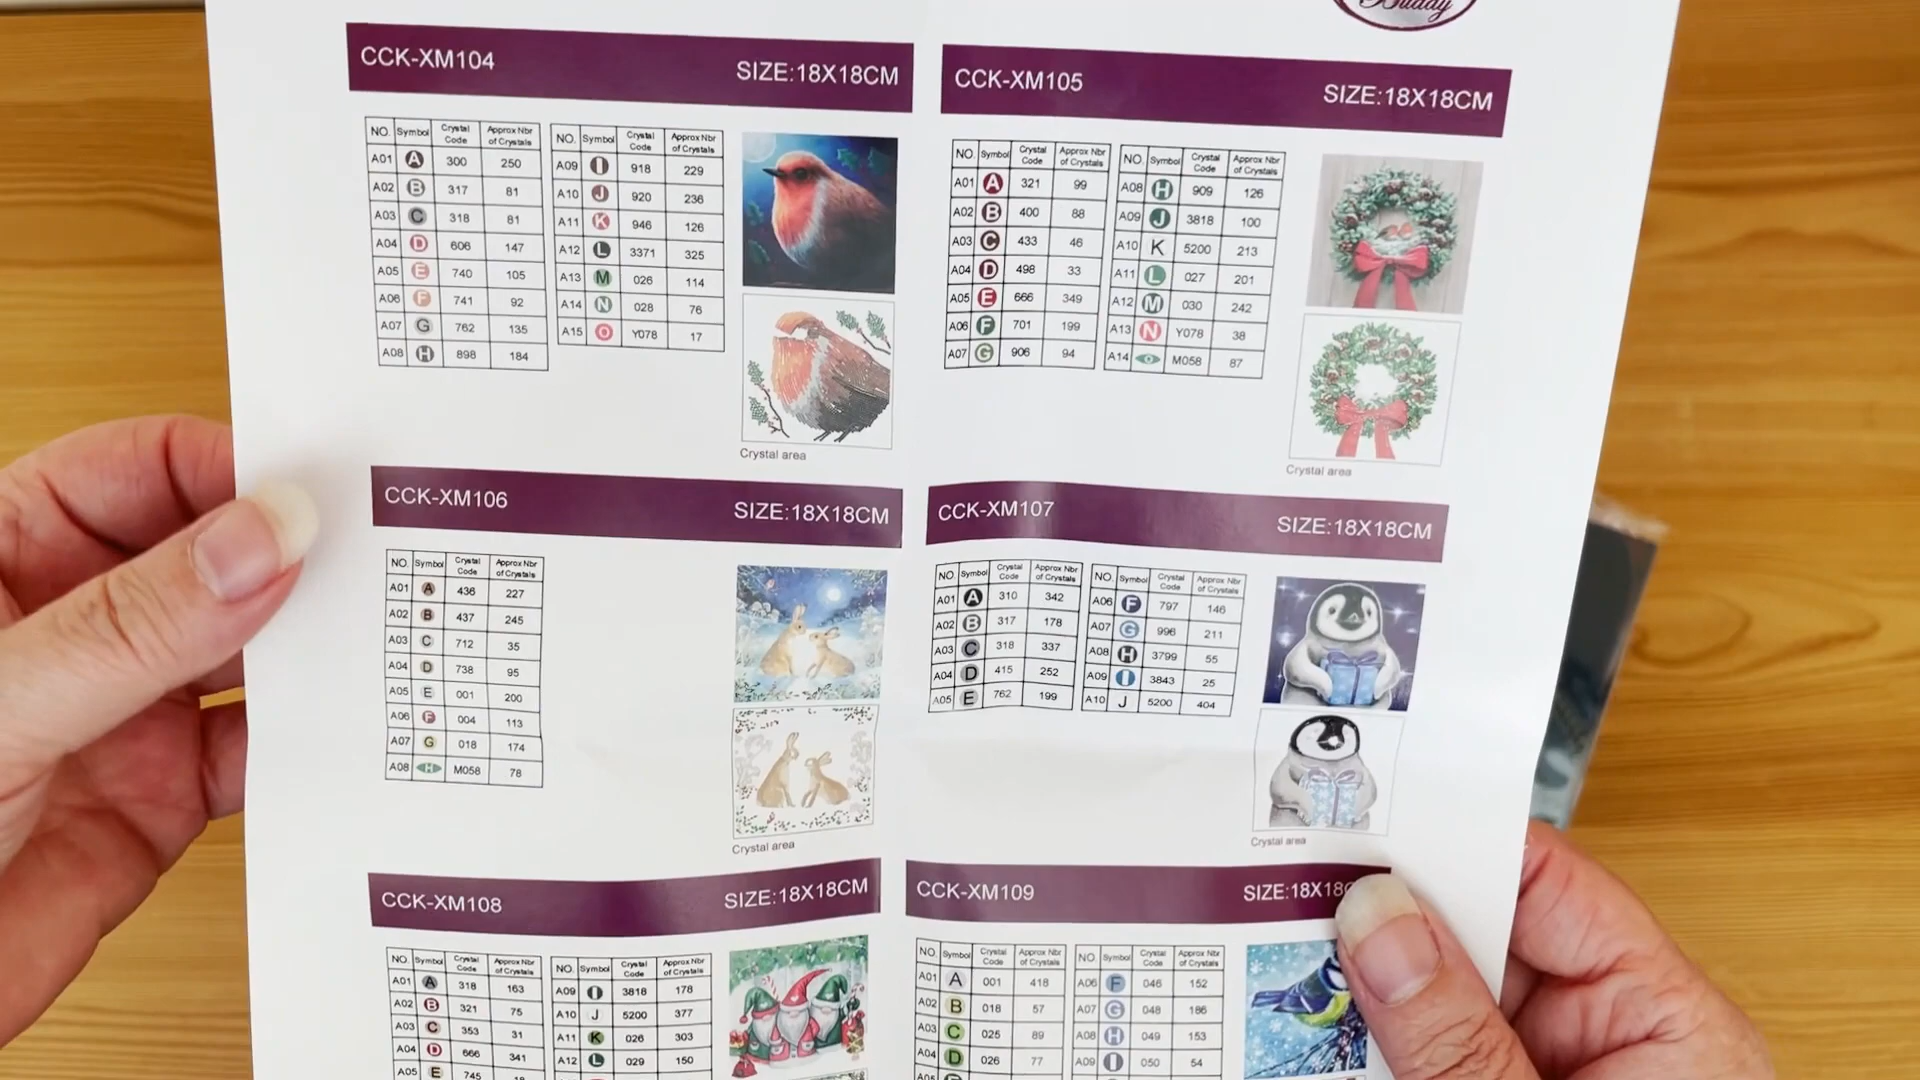 Buddy
CCK-XM104 SIZE:18X18CM
NO. Symbol Crystal Code Approx Nbr of Crystals
A01 A 300 250
A02 B 317 81
A03 C 318 81
A04 D 606 147
A05 E 740 105
A06 F 741 92
A07 G 762 135
A08 H 898 184
NO. Symbol Crystal Code Approx Nbr of Crystals
A09 I 918 229
A10 J 920 236
A11 K 946 126
A12 L 3371 325
A13 M 026 114
A14 N 028 76
A15 O Y078 17
Crystal area
CCK-XM105 SIZE:18X18CM
NO. Symbol Crystal Code Approx Nbr of Crystals
A01 A 321 99
A02 B 400 88
A03 C 433 46
A04 D 498 33
A05 E 666 349
A06 F 701 199
A07 G 906 94
NO. Symbol Crystal Code Approx Nbr of Crystals
A08 H 909 126
A09 J 3818 100
A10 K 5200 213
A11 L 027 201
A12 M 030 242
A13 N Y078 38
A14 M058 87
Crystal area
CCK-XM106 SIZE:18X18CM
NO. Symbol Crystal Code Approx Nbr of Crystals
A01 A 436 227
A02 B 437 245
A03 C 712 35
A04 D 738 95
A05 E 001 200
A06 F 004 113
A07 G 018 174
A08 H M058 78
Crystal area
CCK-XM107 SIZE:18X18CM
NO. Symbol Crystal Code Approx Nbr of Crystals
A01 A 310 342
A02 B 317 178
A03 C 318 337
A04 D 415 252
A05 E 762 199
NO. Symbol Crystal Code Approx Nbr of Crystals
A06 F 797 146
A07 G 996 211
A08 H 3799 55
A09 I 3843 25
A10 J 5200 404
Crystal area
CCK-XM108 SIZE:18X18CM
NO. Symbol Crystal Code Approx Nbr of Crystals
A01 A 318 163
A02 B 321 75
A03 C 353 31
A04 D 666 341
A05 E 745
NO. Symbol Crystal Code Approx Nbr of Crystals
A09 I 3818 178
A10 J 5200 377
A11 K 026 303
A12 L 029 150
CCK-XM109 SIZE:18X18
NO. Symbol Crystal Code Approx Nbr of Crystals
A01 A 001 418
A02 B 018 57
A03 C 025 89
A04 D 026 77
A05
NO. Symbol Crystal Code Approx Nbr of Crystals
A06 F 046 152
A07 G 048 186
A08 H 049 153
A09 I 050 54